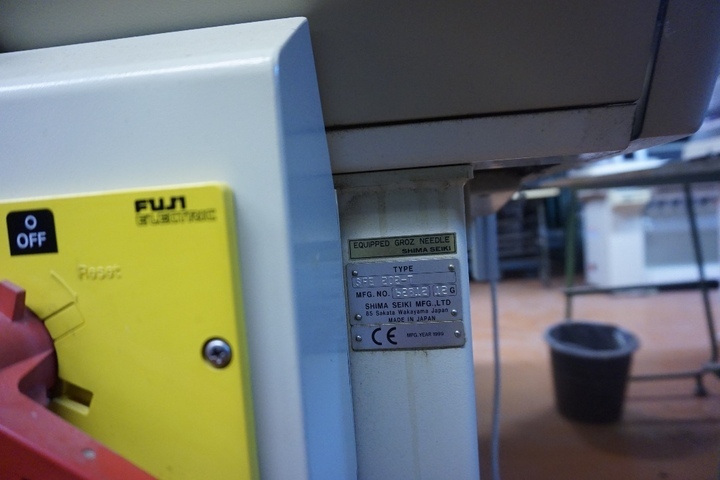 O
OFF
FUJI
ELECTRIC
Reset
EQUIPPED GROZ NEEDLE
SHIMA SEIKI
TYPE
MFG. NO. G
SHIMA SEIKI MFG.,LTD
85 Sakata Wakayama Japan
MADE IN JAPAN
CE
MFG. YEAR